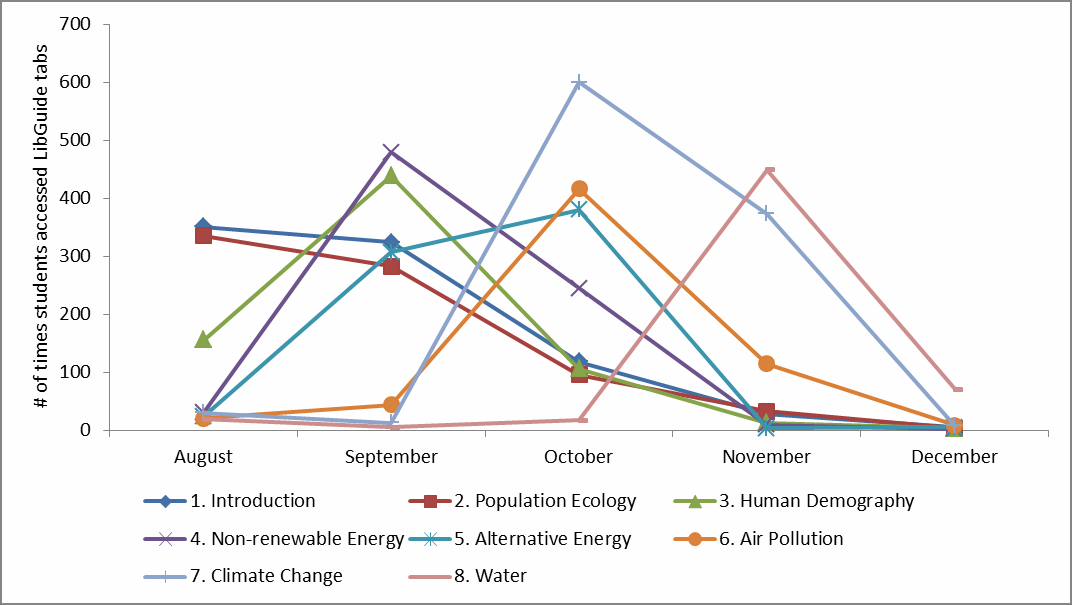 # of times students accessed LibGuide tabs
700
600
500
400
300
200
100
0
August September October November December
1. Introduction 2. Population Ecology 3. Human Demography
4. Non-renewable Energy 5. Alternative Energy 6. Air Pollution
7. Climate Change 8. Water